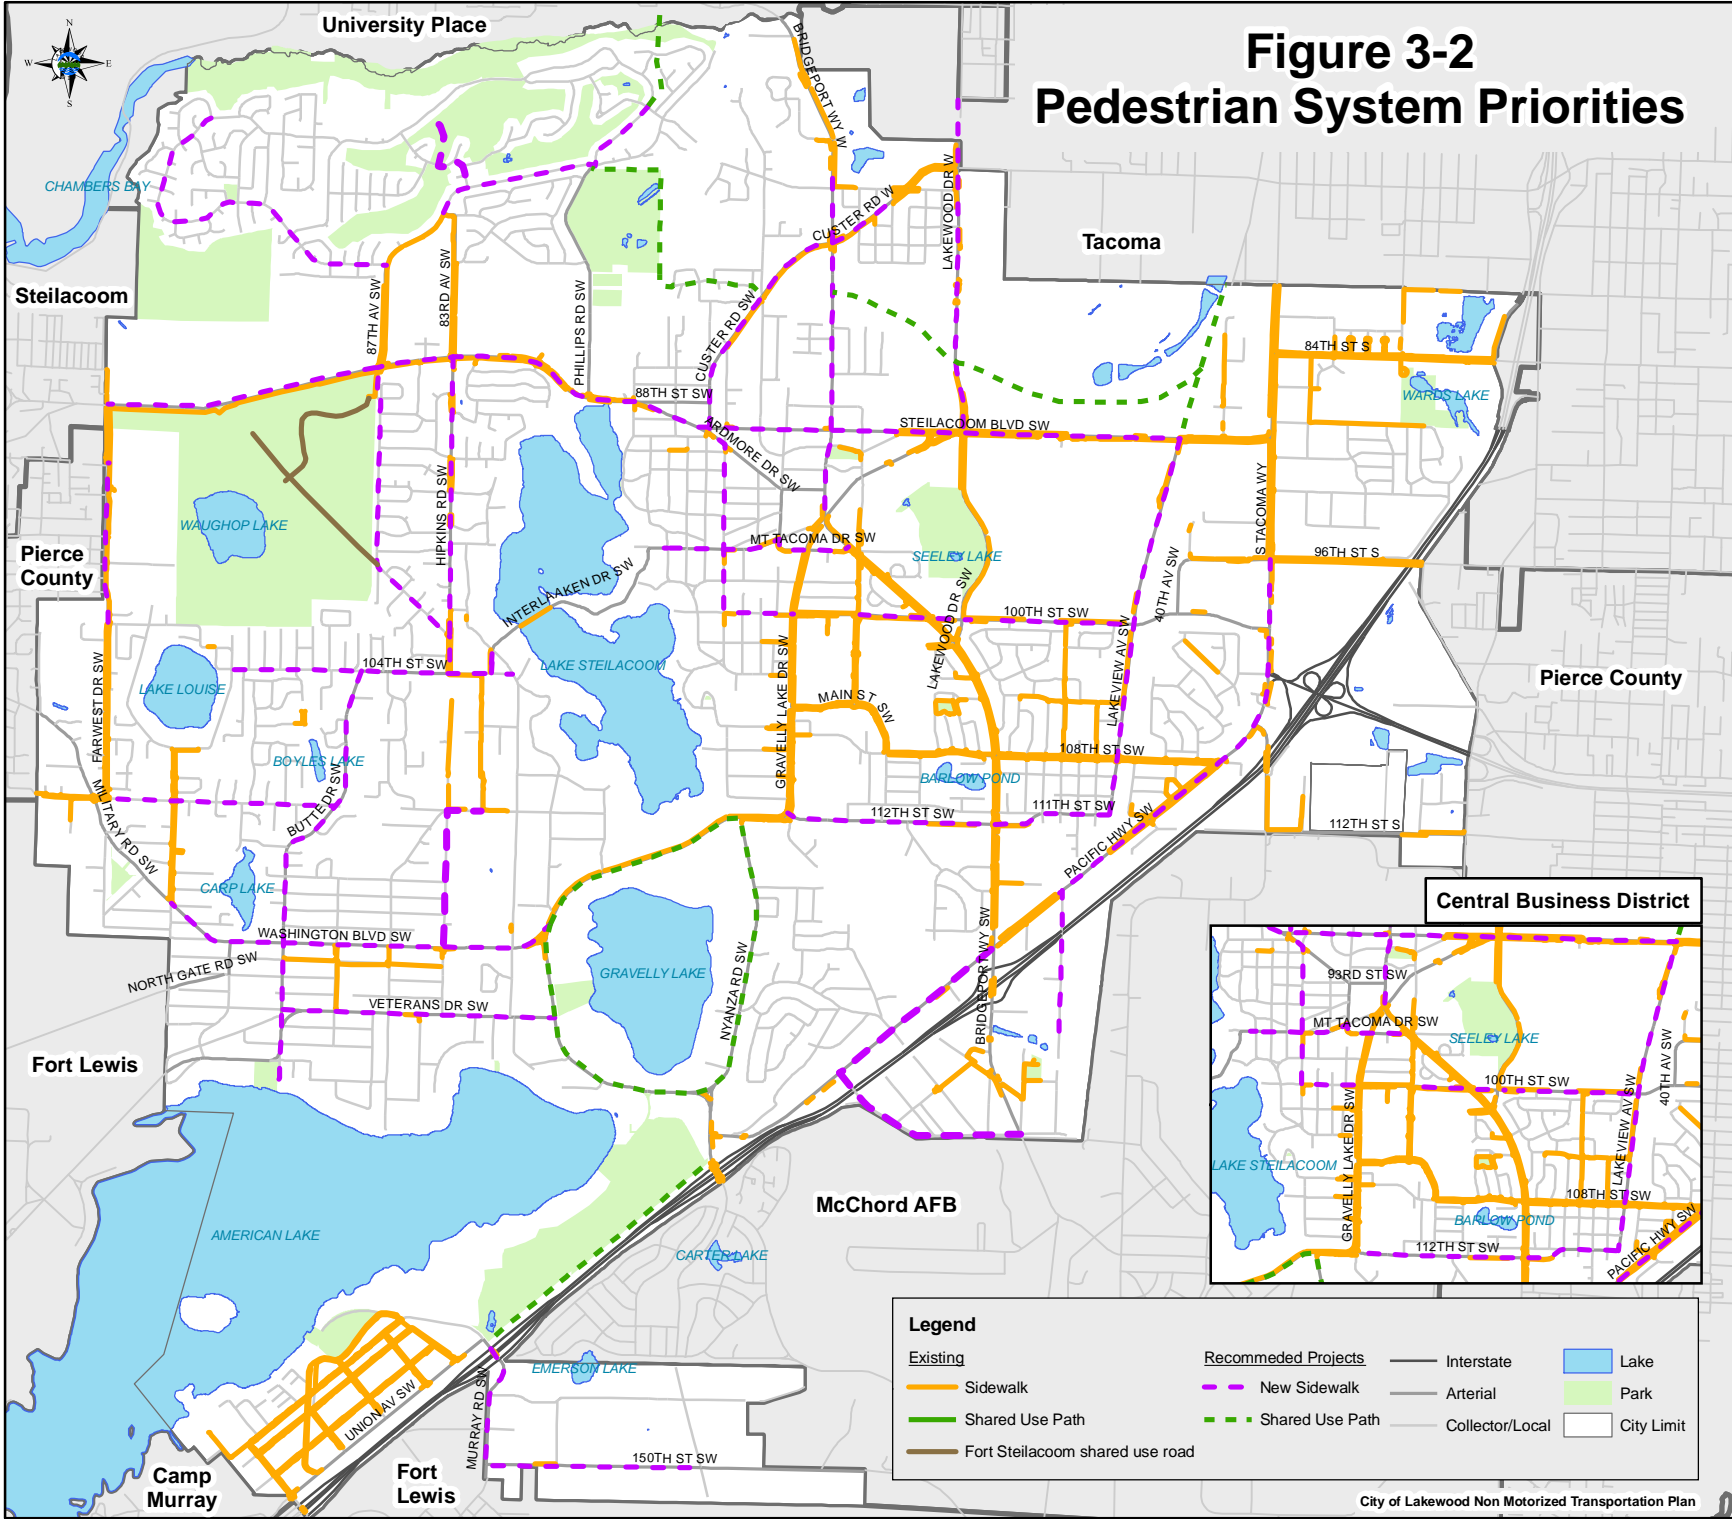 Figure 3-2
Pedestrian System Priorities
N
W
E
S
University Place
BRIDGEPORT WY W
CHAMBERS BAY
Steilacoom
Tacoma
CUSTER RD W
LAKEWOOD DR W
87TH AV SW
83RD AV SW
PHILLIPS RD SW
CUSTER RD SW
88TH ST SW
ARDMORE DR SW
STEILACOOM BLVD SW
84TH ST S
WARDS LAKE
WAUGHOP LAKE
HIPKINS RD SW
MT TACOMA DR SW
SEELEY LAKE
S TACOMA WY
96TH ST S
40TH AV SW
Pierce
County
INTERLAAKEN DR SW
100TH ST SW
LAKEWOOD DR SW
LAKEVIEW AV SW
104TH ST SW
LAKE STEILACOOM
LAKE LOUISE
FARWEST DR SW
GRAVELLY LAKE DR SW
MAIN ST SW
Pierce County
BOYLES LAKE
BUTTE DR SW
108TH ST SW
BARLOW POND
MILITARY RD SW
112TH ST SW
111TH ST SW
PACIFIC HWY SW
112TH ST S
CARP LAKE
WASHINGTON BLVD SW
NORTH GATE RD SW
GRAVELLY LAKE
NYANZA RD SW
BRIDGEPORT WY SW
VETERANS DR SW
Fort Lewis
AMERICAN LAKE
McChord AFB
CARTER LAKE
EMERSON LAKE
UNION AV SW
MURRAY RD SW
150TH ST SW
Camp
Murray
Fort
Lewis
Central Business District
93RD ST SW
MT TACOMA DR SW
SEELEY LAKE
100TH ST SW
40TH AV SW
LAKEVIEW AV SW
GRAVELLY LAKE DR SW
LAKE STEILACOOM
108TH ST SW
BARLOW POND
112TH ST SW
PACIFIC HWY SW
Legend
Existing
Sidewalk
Shared Use Path
Fort Steilacoom shared use road
Recommeded Projects
New Sidewalk
Shared Use Path
Interstate
Arterial
Collector/Local
Lake
Park
City Limit
City of Lakewood Non Motorized Transportation Plan